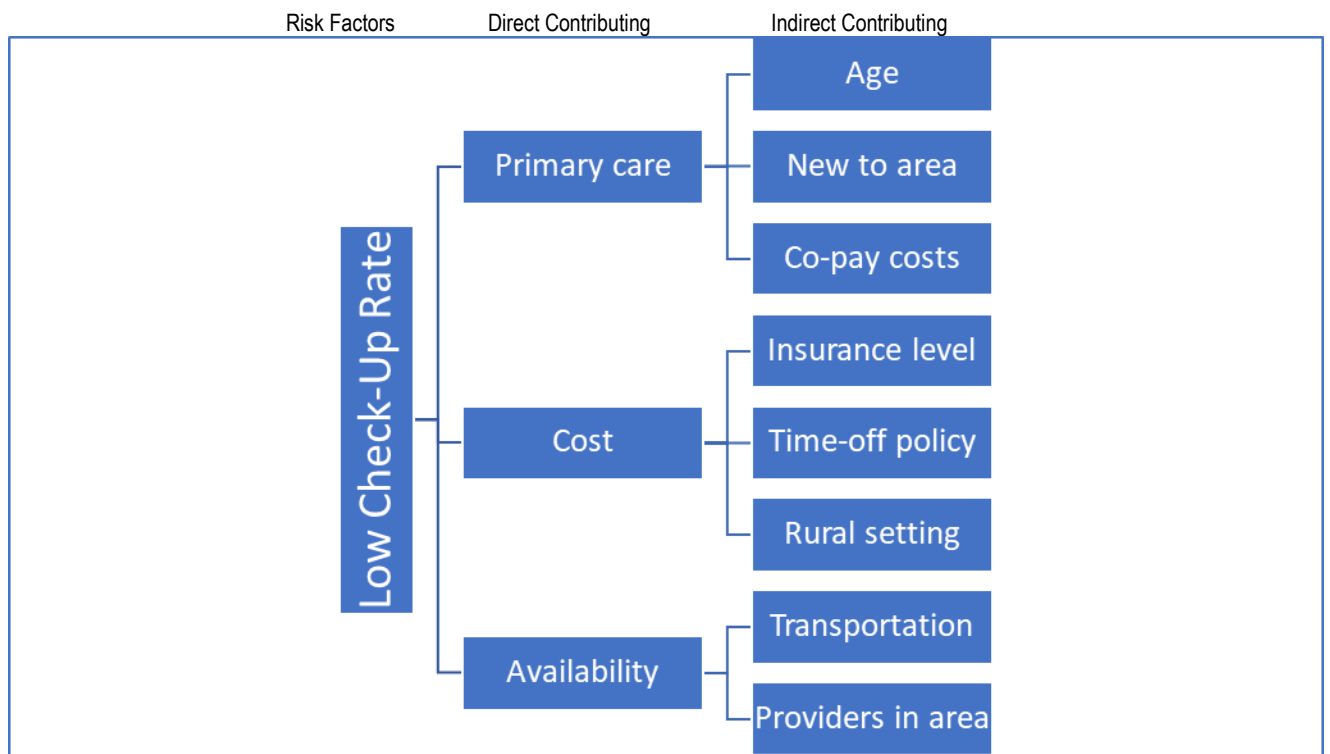 Risk Factors Direct Contributing Indirect Contributing
Low Check-Up Rate
Primary care
Age
New to area
Co-pay costs
Cost
Insurance level
Time-off policy
Rural setting
Availability
Transportation
Providers in area